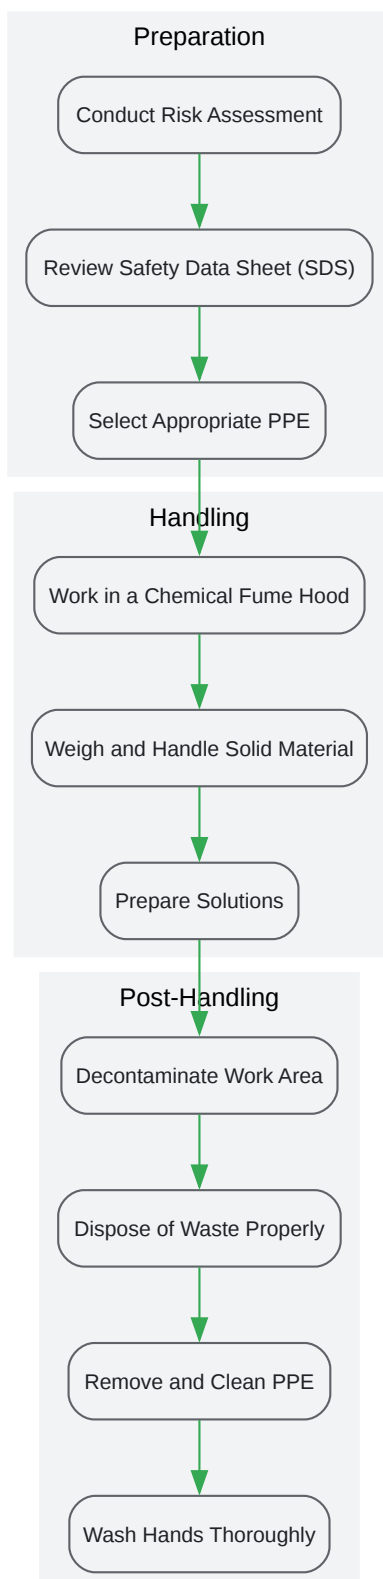 Preparation
Conduct Risk Assessment
Review Safety Data Sheet (SDS)
Select Appropriate PPE
Handling
Work in a Chemical Fume Hood
Weigh and Handle Solid Material
Prepare Solutions
Post-Handling
Decontaminate Work Area
Dispose of Waste Properly
Remove and Clean PPE
Wash Hands Thoroughly